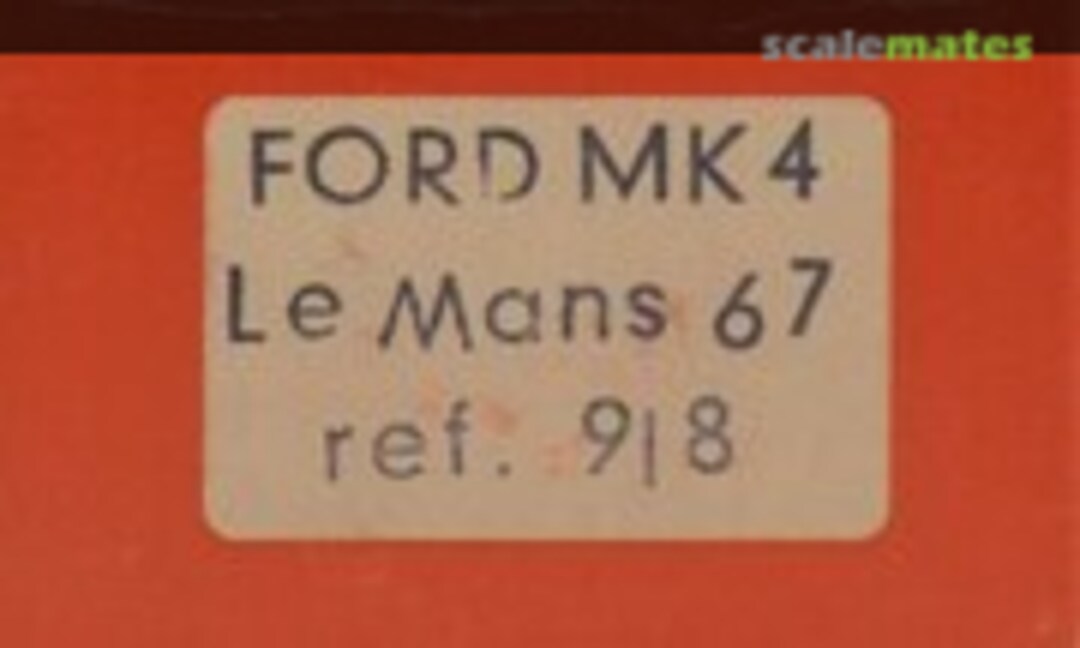 scalemates
FORD MK4
Le Mans 67
ref. 918